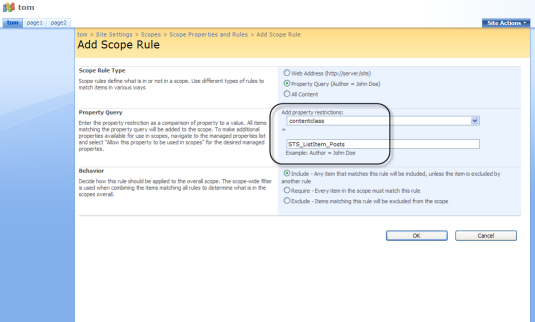 tom
tom page1 page2 Site Actions
tom > Site Settings > Scopes > Scope Properties and Rules > Add Scope Rule
Add Scope Rule
Scope Rule Type
Scope rules define what is in or not in a scope. Use different types of rules to
match items in various ways
Web Address (http://server/site)
Property Query (Author = John Doe)
All Content
Property Query
Enter the property restriction as a comparison of property to a value. All items
matching the property query will be added to the scope. To make additional
properties available for use in scopes, navigate to the managed properties list
and select "Allow this property to be used in scopes" for the desired managed
properties.
Add property restrictions:
contentclass
=
STS_ListItem_Posts
Example: Author = John Doe
Behavior
Decide how this rule should be applied to the overall scope. The scope-wide filter
is used when combining the items matching all rules to determine what is in the
scopes overall.
Include - Any item that matches this rule will be included, unless the item is excluded by
another rule
Require - Every item in the scope must match this rule
Exclude - Items matching this rule will be excluded from the scope
OK Cancel